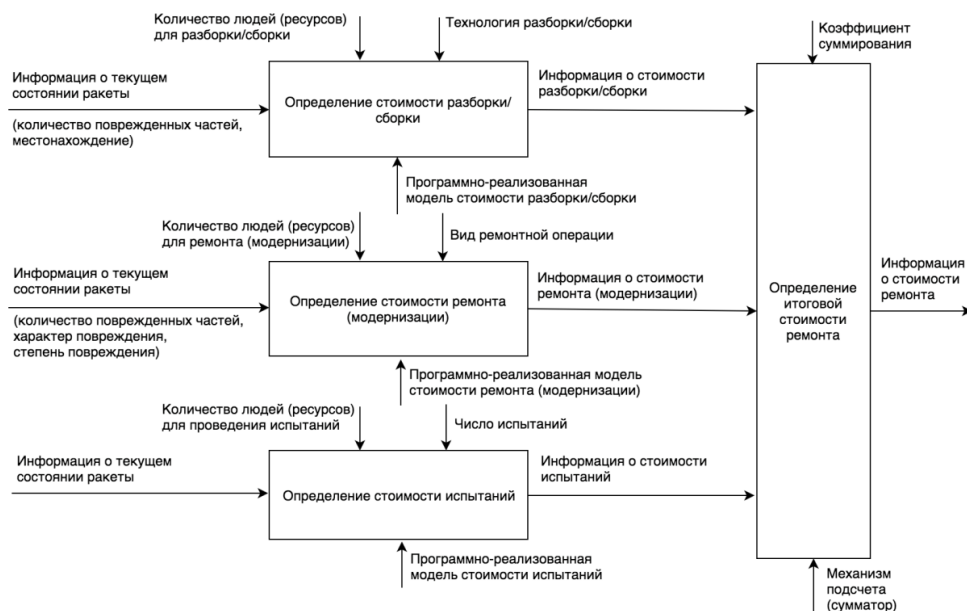 Количество людей (ресурсов)
для разборки/сборки
Технология разборки/сборки
Коэффициент
суммирования
Информация о текущем
состоянии ракеты
(количество поврежденных частей,
местонахождение)
Определение стоимости разборки/
сборки
Информация о стоимости
разборки/сборки
Программно-реализованная
модель стоимости разборки/сборки
Количество людей (ресурсов)
для ремонта (модернизации)
Вид ремонтной операции
Информация о текущем
состоянии ракеты
(количество поврежденных частей,
характер повреждения,
степень повреждения)
Определение стоимости ремонта
(модернизации)
Информация о стоимости
ремонта (модернизации)
Определение
итоговой
стоимости
ремонта
Информация
о стоимости
ремонта
Программно-реализованная модель
стоимости ремонта (модернизации)
Количество людей (ресурсов)
для проведения испытаний
Число испытаний
Информация о текущем
состоянии ракеты
Определение стоимости испытаний
Информация о стоимости
испытаний
Программно-реализованная
модель стоимости испытаний
Механизм
подсчета
(сумматор)